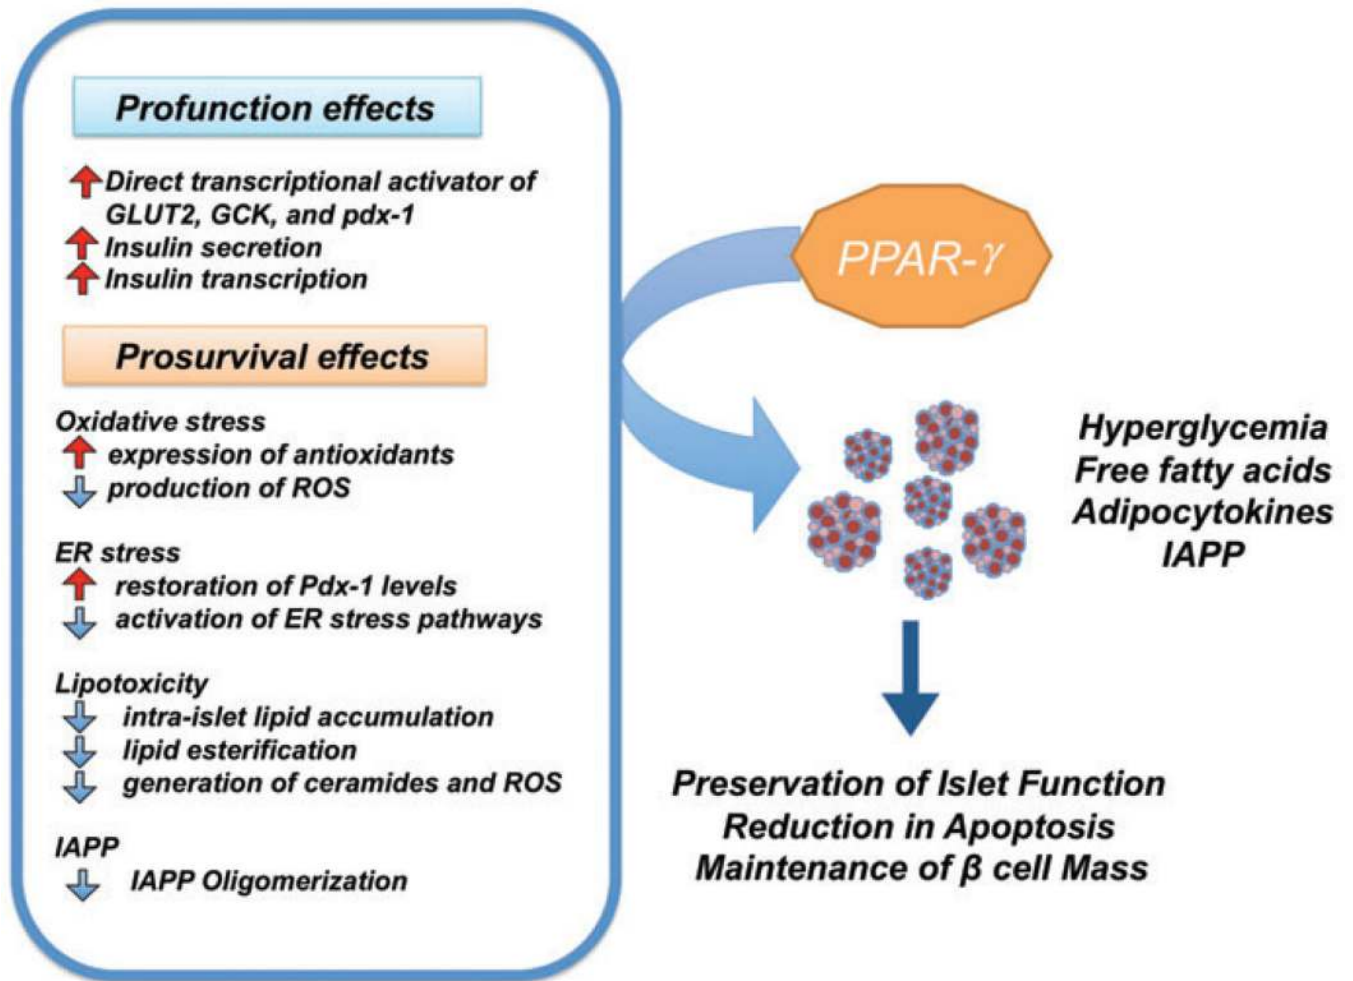 Profunction effects
Direct transcriptional activator of
GLUT2, GCK, and pdx-1
Insulin secretion
Insulin transcription
Prosurvival effects
Oxidative stress
expression of antioxidants
production of ROS
ER stress
restoration of Pdx-1 levels
activation of ER stress pathways
Lipotoxicity
intra-islet lipid accumulation
lipid esterification
generation of ceramides and ROS
IAPP
IAPP Oligomerization
PPAR-γ
Hyperglycemia
Free fatty acids
Adipocytokines
IAPP
Preservation of Islet Function
Reduction in Apoptosis
Maintenance of β cell Mass